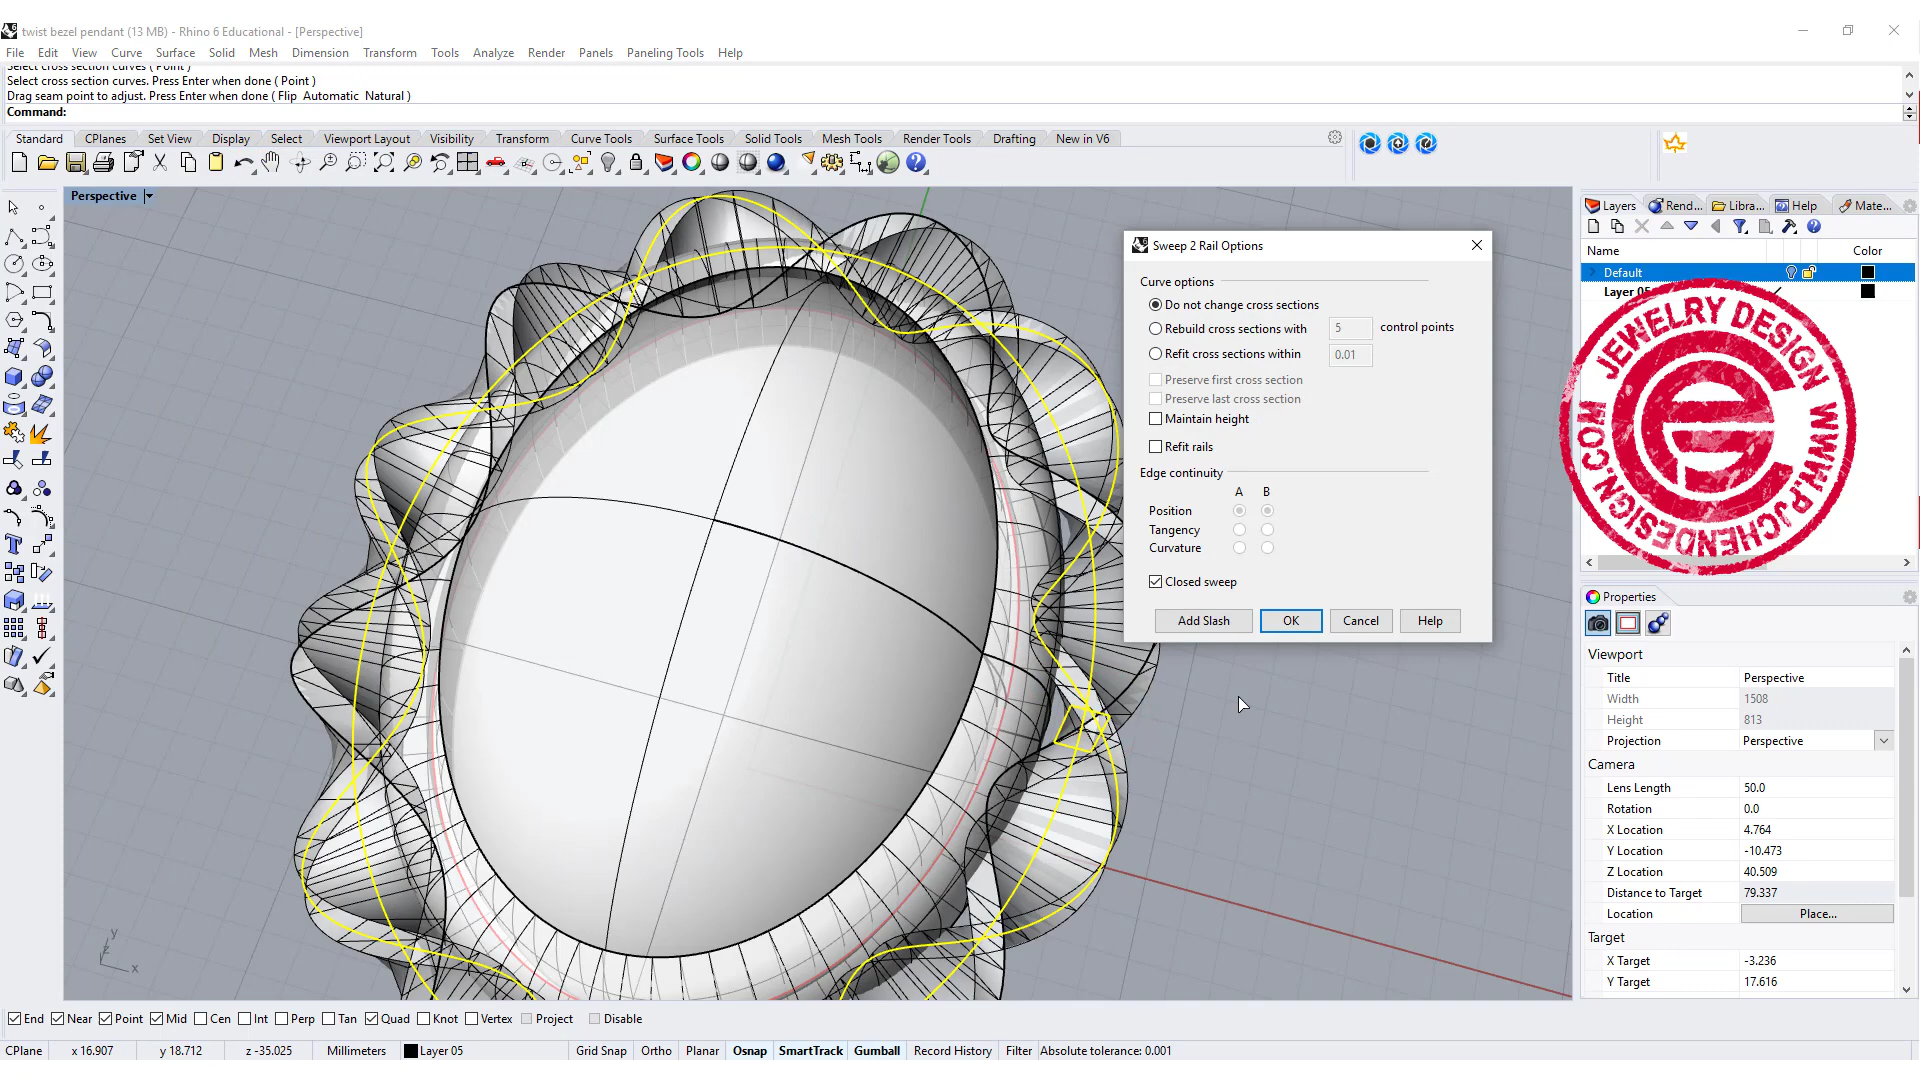 twist bezel pendant (13 MB) - Rhino 6 Educational - [Perspective]
File Edit View Curve Surface Solid Mesh Dimension Transform Tools Analyze Render Panels Paneling Tools Help
Select cross section curves ( Point )
Select cross section curves. Press Enter when done ( Point )
Drag seam point to adjust. Press Enter when done ( Flip Automatic Natural )
Command:
Standard CPlanes Set View Display Select Viewport Layout Visibility Transform Curve Tools Surface Tools Solid Tools Mesh Tools Render Tools Drafting New in V6
Perspective
Sweep 2 Rail Options
Curve options
Do not change cross sections
Rebuild cross sections with 5 control points
Refit cross sections within 0.01
Preserve first cross section
Preserve last cross section
Maintain height
Refit rails
Edge continuity
A B
Position
Tangency
Curvature
Closed sweep
Add Slash OK Cancel Help
Layers Rend... Libra... Help Mate...
Name Color
Default
Layer 05
JEWELRY DESIGN
WWW.PJCHENDESIGN.COM
Properties
Viewport
Title Perspective
Width 1508
Height 813
Projection Perspective
Camera
Lens Length 50.0
Rotation 0.0
X Location 4.764
Y Location -10.473
Z Location 40.509
Distance to Target 79.337
Location Place...
Target
X Target -3.236
Y Target 17.616
y
z
x
End Near Point Mid Cen Int Perp Tan Quad Knot Vertex Project Disable
CPlane x 16.907 y 18.712 z -35.025 Millimeters Layer 05 Grid Snap Ortho Planar Osnap SmartTrack Gumball Record History Filter Absolute tolerance: 0.001